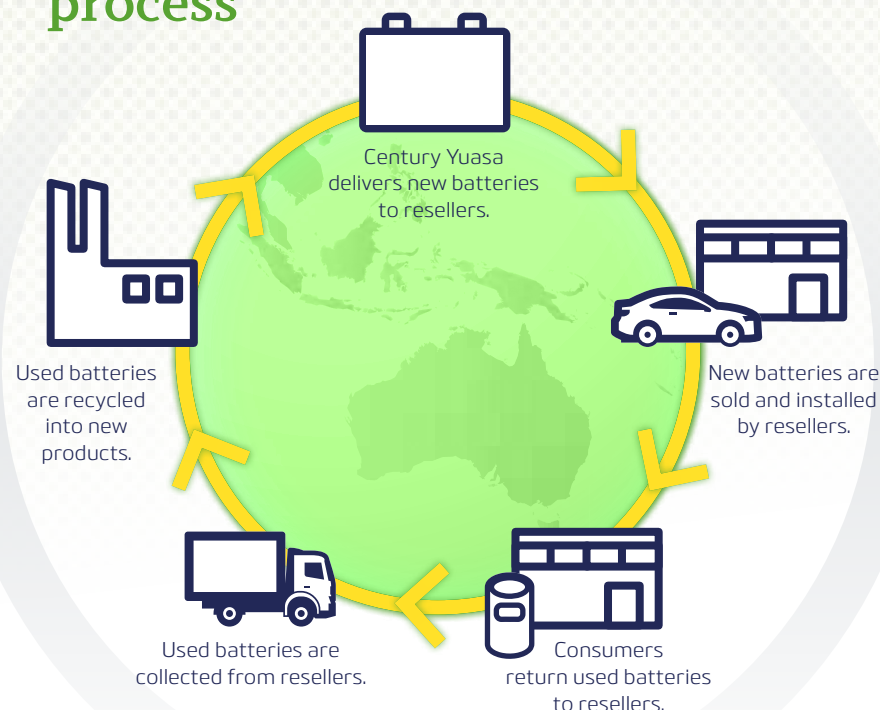 process
Century Yuasa
delivers new batteries
to resellers.
New batteries are
sold and installed
by resellers.
Consumers
return used batteries
to resellers.
Used batteries are
collected from resellers.
Used batteries
are recycled
into new
products.